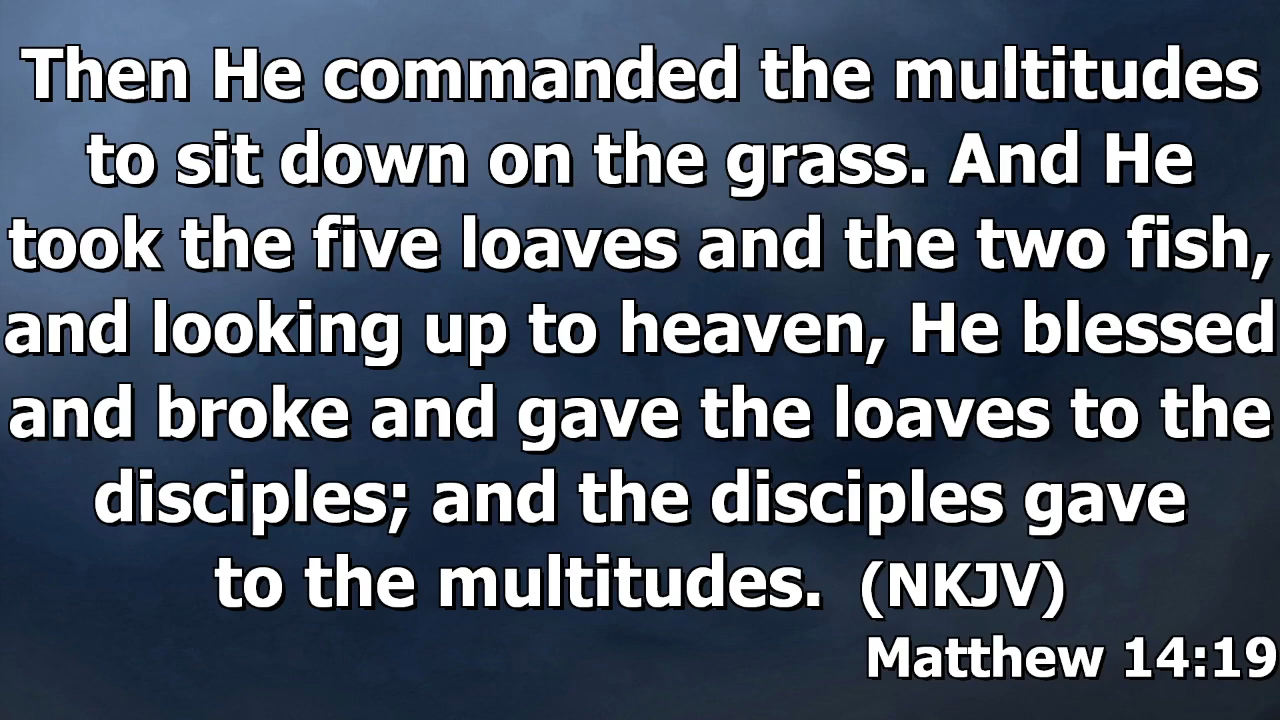 Then He commanded the multitudes
to sit down on the grass. And He
took the five loaves and the two fish,
and looking up to heaven, He blessed
and broke and gave the loaves to the
disciples; and the disciples gave
to the multitudes. (NKJV)
Matthew 14:19